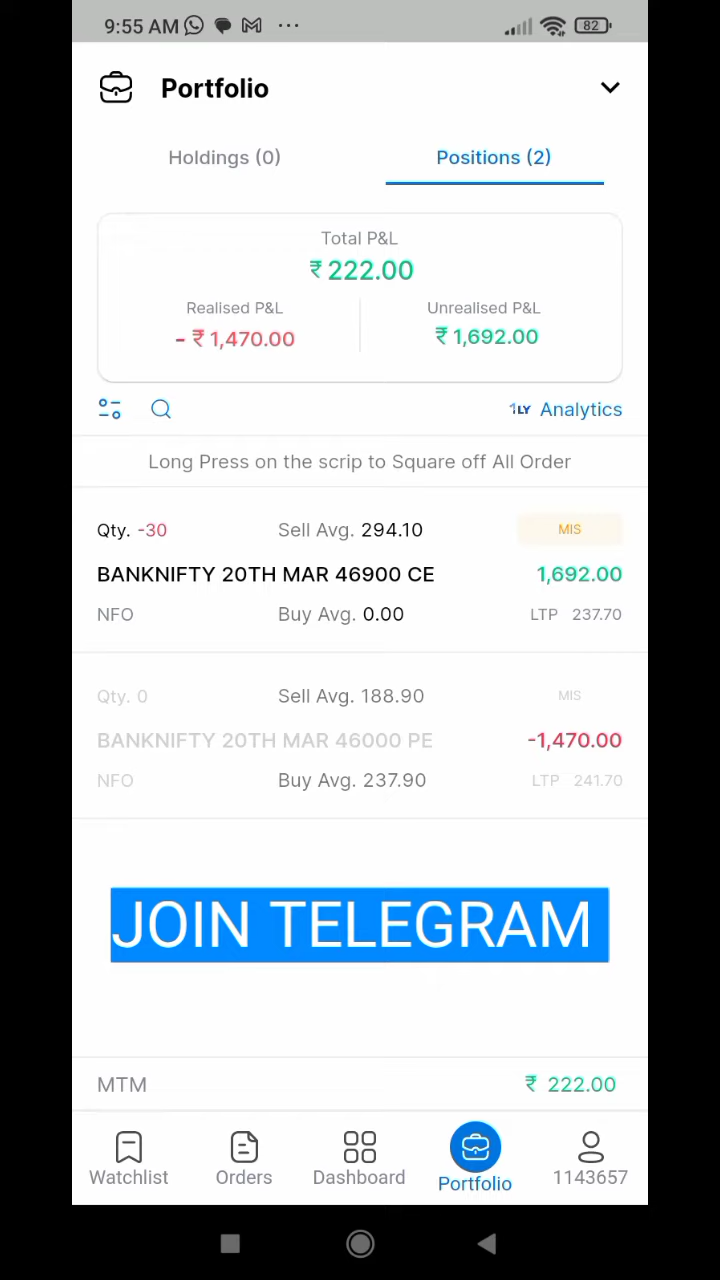 9:55 AM ... 82
Portfolio
Holdings (0) Positions (2)
Total P&L
₹ 222.00
Realised P&L Unrealised P&L
- ₹ 1,470.00 ₹ 1,692.00
1LY Analytics
Long Press on the scrip to Square off All Order
Qty. -30 Sell Avg. 294.10 MIS
BANKNIFTY 20TH MAR 46900 CE 1,692.00
NFO Buy Avg. 0.00 LTP 237.70
Qty. 0 Sell Avg. 188.90 MIS
BANKNIFTY 20TH MAR 46000 PE -1,470.00
NFO Buy Avg. 237.90 LTP 241.70
JOIN TELEGRAM
MTM ₹ 222.00
Watchlist Orders Dashboard Portfolio 1143657